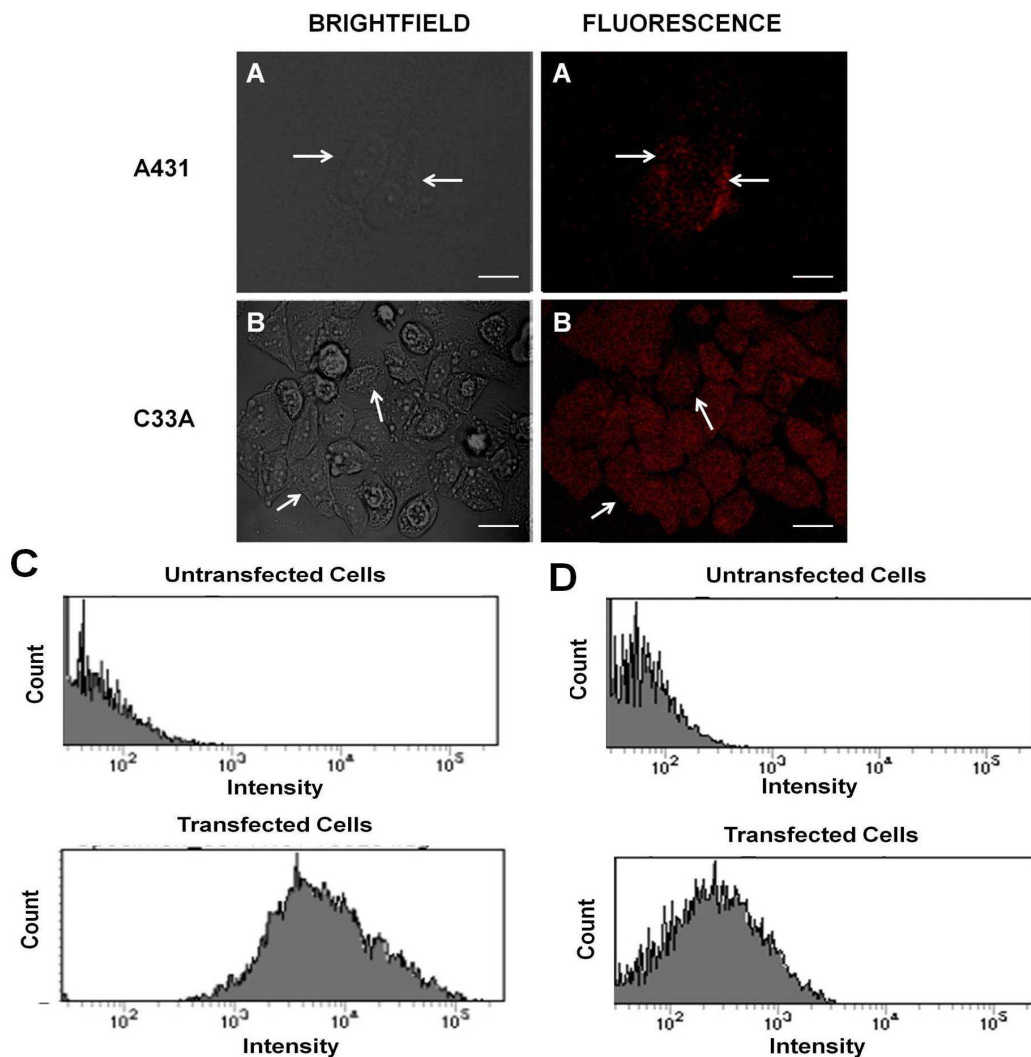 BRIGHTFIELD FLUORESCENCE
A A
A431
B B
C33A
C D
Untransfected Cells Untransfected Cells
Count Count
10² 10³ 10⁴ 10⁵ 10² 10³ 10⁴ 10⁵
Intensity Intensity
Transfected Cells Transfected Cells
Count Count
10² 10³ 10⁴ 10⁵ 10² 10³ 10⁴ 10⁵
Intensity Intensity